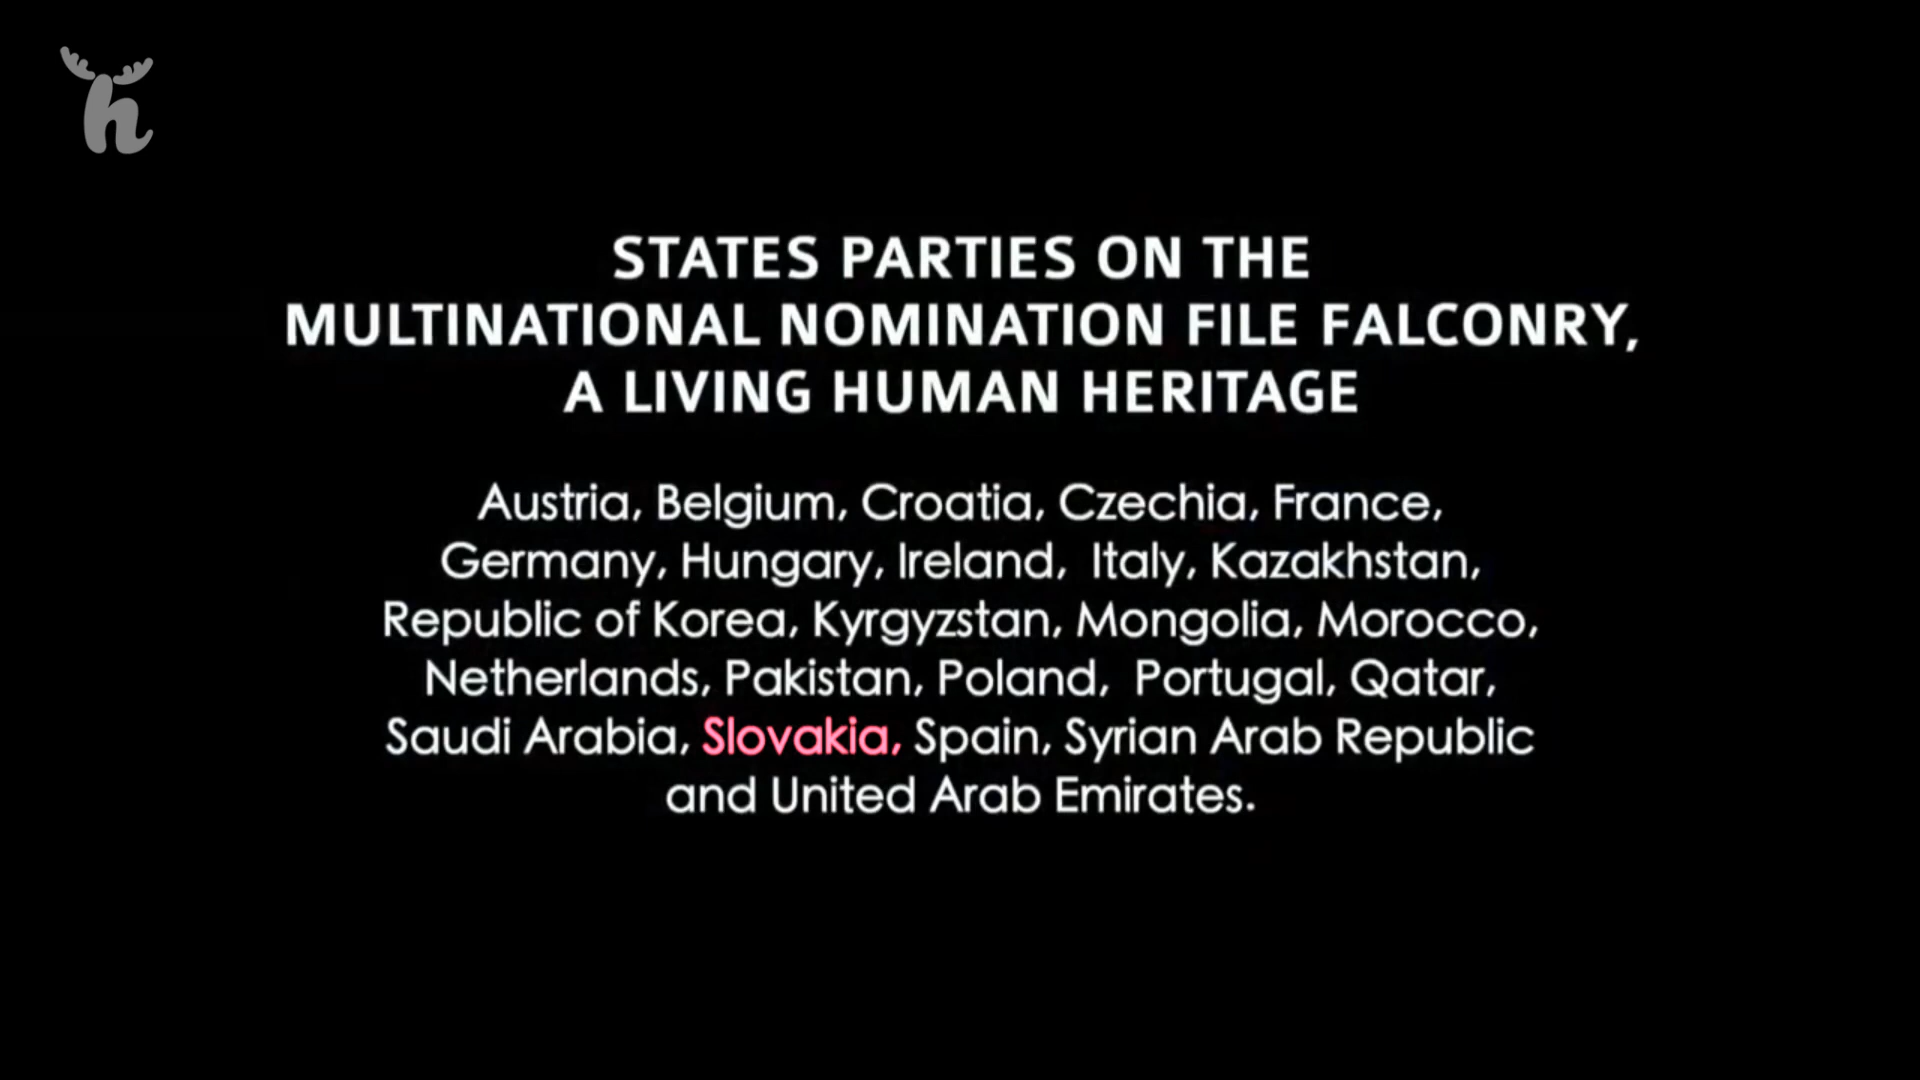 h
STATES PARTIES ON THE
MULTINATIONAL NOMINATION FILE FALCONRY,
A LIVING HUMAN HERITAGE
Austria, Belgium, Croatia, Czechia, France,
Germany, Hungary, Ireland, Italy, Kazakhstan,
Republic of Korea, Kyrgyzstan, Mongolia, Morocco,
Netherlands, Pakistan, Poland, Portugal, Qatar,
Saudi Arabia, Slovakia, Spain, Syrian Arab Republic
and United Arab Emirates.